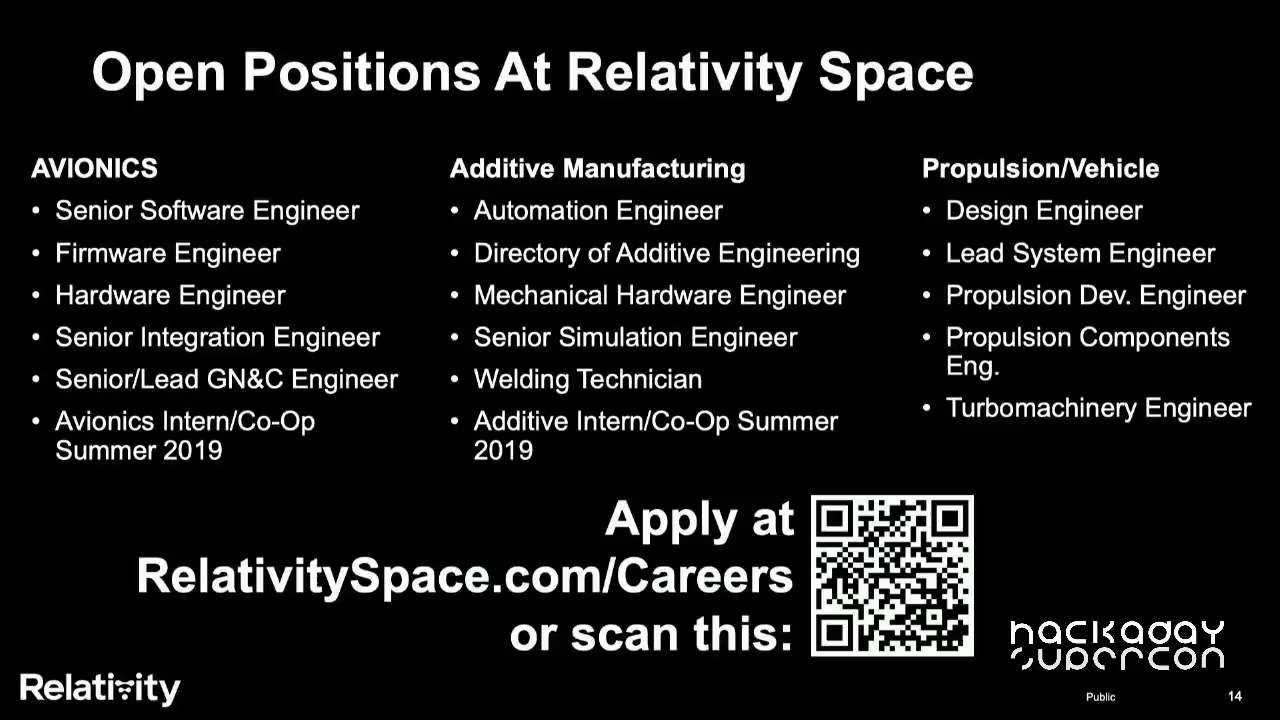 Open Positions At Relativity Space
AVIONICS
• Senior Software Engineer
• Firmware Engineer
• Hardware Engineer
• Senior Integration Engineer
• Senior/Lead GN&C Engineer
• Avionics Intern/Co-Op
Summer 2019
Additive Manufacturing
• Automation Engineer
• Directory of Additive Engineering
• Mechanical Hardware Engineer
• Senior Simulation Engineer
• Welding Technician
• Additive Intern/Co-Op Summer
2019
Propulsion/Vehicle
• Design Engineer
• Lead System Engineer
• Propulsion Dev. Engineer
• Propulsion Components
Eng.
• Turbomachinery Engineer
Apply at
RelativitySpace.com/Careers
or scan this:
hackaday
supercon
Relativity
Public
14